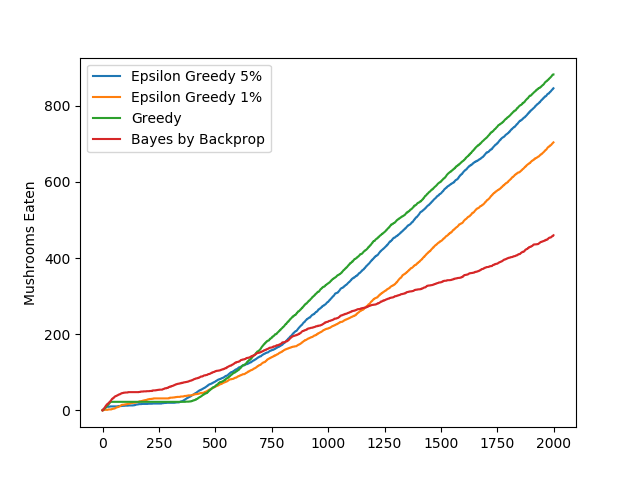 Epsilon Greedy 5%
Epsilon Greedy 1%
Greedy
Bayes by Backprop
Mushrooms Eaten
800
600
400
200
0
0 250 500 750 1000 1250 1500 1750 2000